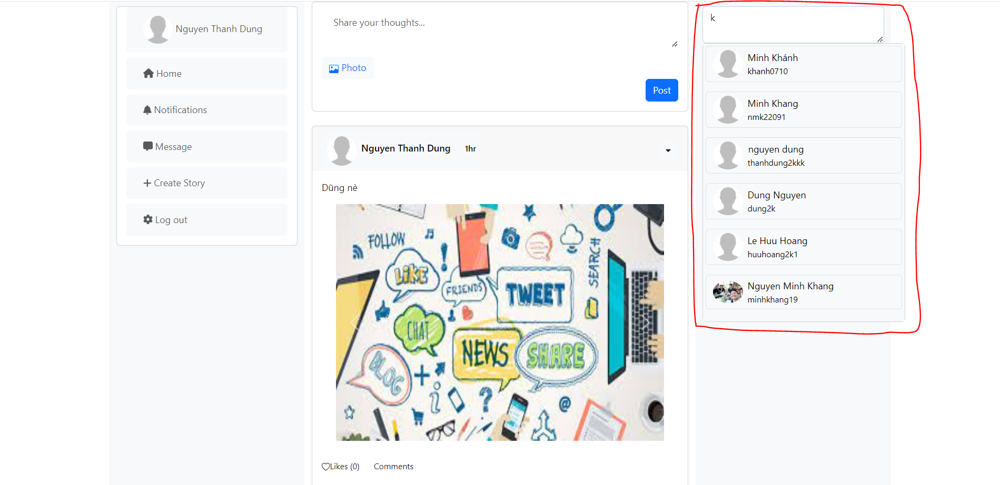 Nguyen Thanh Dung
Home
Notifications
Message
Create Story
Log out
Share your thoughts...
Photo
Post
Nguyen Thanh Dung 1hr
Dũng nè
FOLLOW
LIKE
FRIENDS
TWEET
SEARCH
CHAT
NEWS
SHARE
BLOG
@
Likes (0) Comments
k
Minh Khánh
khanh0710
Minh Khang
nmk22091
nguyen dung
thanhdung2kkk
Dung Nguyen
dung2k
Le Huu Hoang
huuhoang2k1
Nguyen Minh Khang
minhkhang19